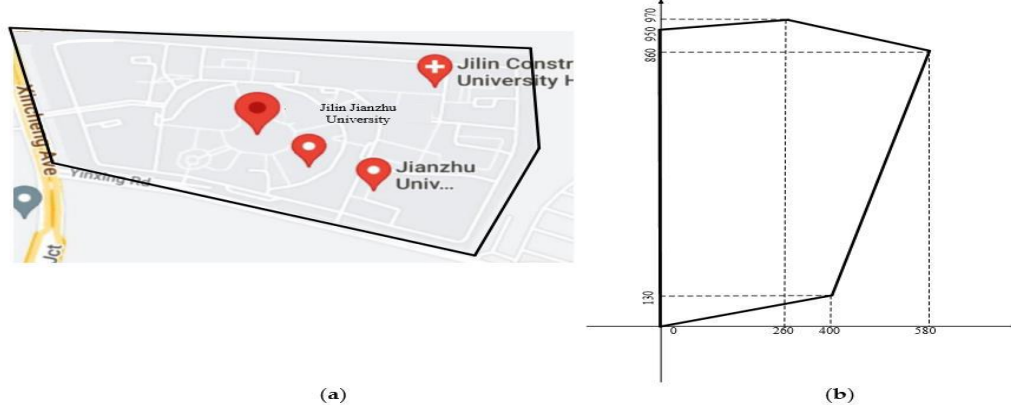 Jilin Constr
University H
Jilin Jianzhu
University
Jianzhu
Univ...
Xincheng Ave
Yinxing Rd
Jct
970
950
860
130
0
260
400
580
(a)
(b)